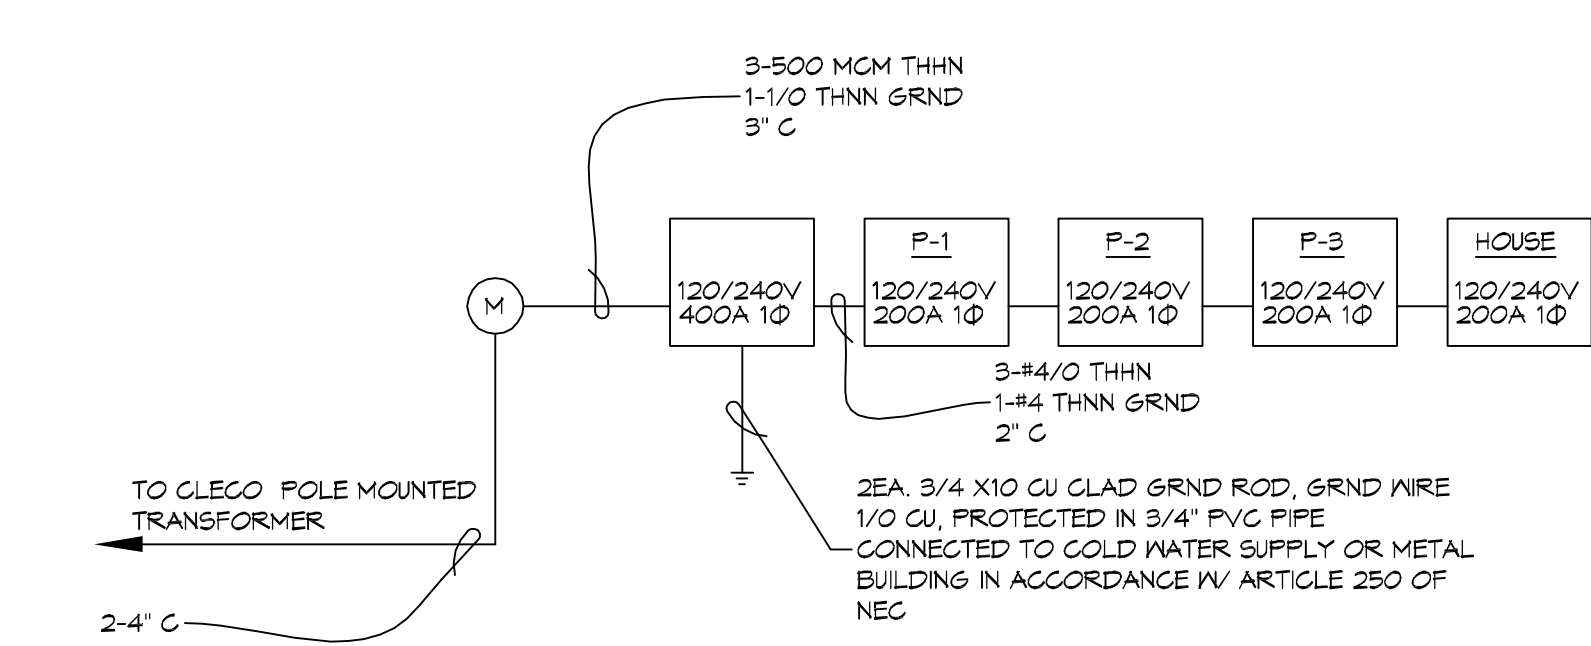 3-500 MCM THHN
1-1/0 THNN GRND
3" C
M
120/240V
400A 1Φ
P-1
120/240V
200A 1Φ
P-2
120/240V
200A 1Φ
P-3
120/240V
200A 1Φ
HOUSE
120/240V
200A 1Φ
3-#4/0 THHN
1-#4 THNN GRND
2" C
TO CLECO POLE MOUNTED
TRANSFORMER
2-4" C
2EA. 3/4 X10 CU CLAD GRND ROD, GRND WIRE
1/0 CU, PROTECTED IN 3/4" PVC PIPE
CONNECTED TO COLD WATER SUPPLY OR METAL
BUILDING IN ACCORDANCE W/ ARTICLE 250 OF
NEC